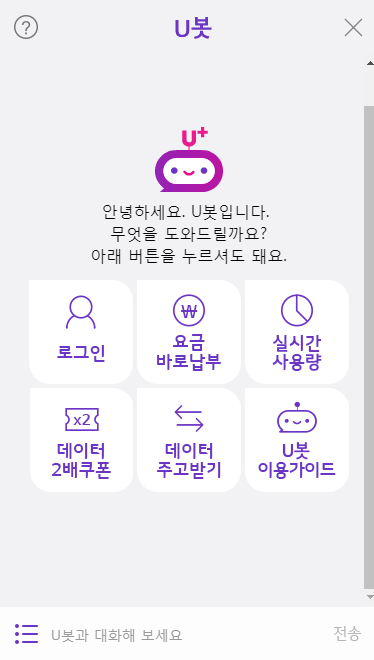 ?
U봇
U+
안녕하세요. U봇입니다.
무엇을 도와드릴까요?
아래 버튼을 누르셔도 돼요.
로그인
₩
요금
바로납부
실시간
사용량
x2
데이터
2배쿠폰
데이터
주고받기
U봇
이용가이드
U봇과 대화해 보세요
전송